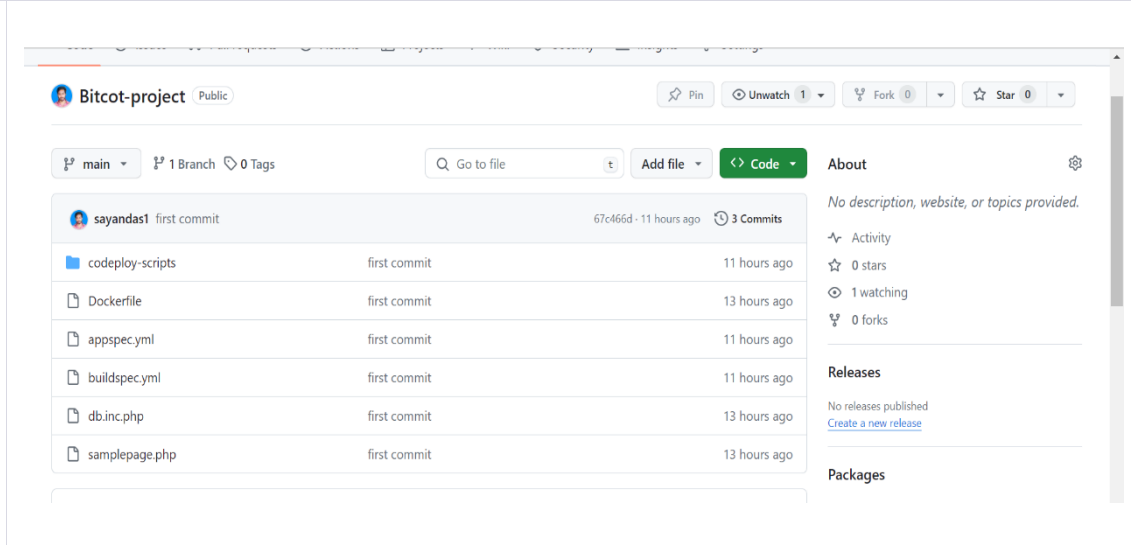 Bitcot-project Public
Pin
Unwatch 1
Fork 0
Star 0
main
1 Branch
0 Tags
Go to file
t
Add file
Code
sayandas1 first commit
67c466d · 11 hours ago
3 Commits
codeploy-scripts first commit 11 hours ago
Dockerfile first commit 13 hours ago
appspec.yml first commit 11 hours ago
buildspec.yml first commit 11 hours ago
db.inc.php first commit 13 hours ago
samplepage.php first commit 13 hours ago
About
No description, website, or topics provided.
Activity
0 stars
1 watching
0 forks
Releases
No releases published
Create a new release
Packages